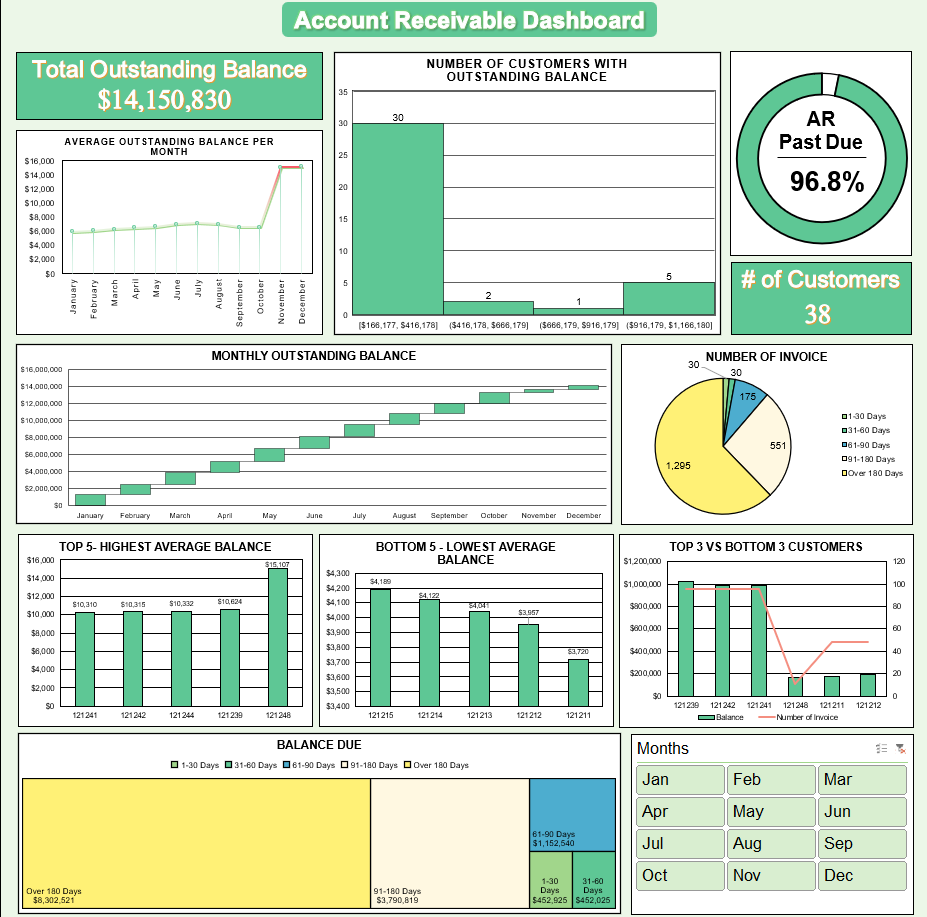 Account Receivable Dashboard
Total Outstanding Balance
$14,150,830
AVERAGE OUTSTANDING BALANCE PER
MONTH
$16,000
$14,000
$12,000
$10,000
$8,000
$6,000
$4,000
$2,000
$0
January
February
March
April
May
June
July
August
September
October
November
December
NUMBER OF CUSTOMERS WITH
OUTSTANDING BALANCE
35
30
25
20
15
10
5
0
30
2
1
5
[$166,177, $416,178]
($416,178, $666,179]
($666,179, $916,179]
($916,179, $1,166,180]
AR
Past Due
96.8%
# of Customers
38
MONTHLY OUTSTANDING BALANCE
$16,000,000
$14,000,000
$12,000,000
$10,000,000
$8,000,000
$6,000,000
$4,000,000
$2,000,000
$0
January
February
March
April
May
June
July
August
September
October
November
December
NUMBER OF INVOICE
30
30
175
551
1,295
1-30 Days
31-60 Days
61-90 Days
91-180 Days
Over 180 Days
TOP 5- HIGHEST AVERAGE BALANCE
$16,000
$14,000
$12,000
$10,000
$8,000
$6,000
$4,000
$2,000
$0
$10,310
$10,315
$10,332
$10,624
$15,107
121241
121242
121244
121239
121248
BOTTOM 5 - LOWEST AVERAGE
BALANCE
$4,300
$4,200
$4,100
$4,000
$3,900
$3,800
$3,700
$3,600
$3,500
$3,400
$4,189
$4,122
$4,041
$3,957
$3,720
121215
121214
121213
121212
121211
TOP 3 VS BOTTOM 3 CUSTOMERS
$1,200,000
$1,000,000
$800,000
$600,000
$400,000
$200,000
$0
120
100
80
60
40
20
0
121239
121242
121241
121248
121211
121212
Balance
Number of Invoice
BALANCE DUE
1-30 Days
31-60 Days
61-90 Days
91-180 Days
Over 180 Days
Over 180 Days
$8,302,521
91-180 Days
$3,790,819
61-90 Days
$1,152,540
1-30
Days
$452,925
31-60
Days
$452,025
Months
Jan
Feb
Mar
Apr
May
Jun
Jul
Aug
Sep
Oct
Nov
Dec